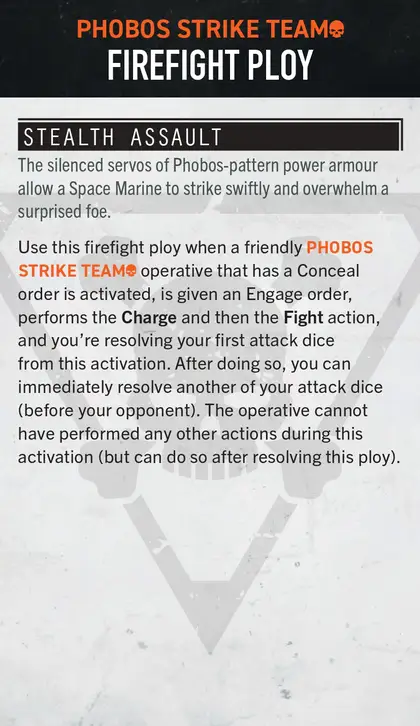 PHOBOS STRIKE TEAM
FIREFIGHT PLOY
STEALTH ASSAULT
The silenced servos of Phobos-pattern power armour
allow a Space Marine to strike swiftly and overwhelm a
surprised foe.
Use this firefight ploy when a friendly PHOBOS
STRIKE TEAM operative that has a Conceal
order is activated, is given an Engage order,
performs the Charge and then the Fight action,
and you’re resolving your first attack dice
from this activation. After doing so, you can
immediately resolve another of your attack dice
(before your opponent). The operative cannot
have performed any other actions during this
activation (but can do so after resolving this ploy).